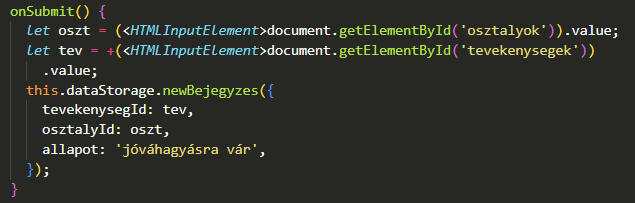 onSubmit() {
let oszt = (<HTMLInputElement>document.getElementById('osztalyok')).value;
let tev = +(<HTMLInputElement>document.getElementById('tevekenysegek'))
.value;
this.dataStorage.newBejegyzes({
tevekenysegId: tev,
osztalyId: oszt,
allapot: 'jóváhagyásra vár',
});
}